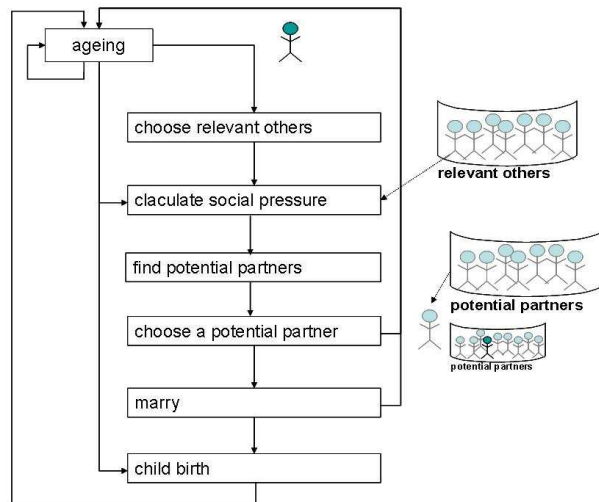 ageing
choose relevant others
claculate social pressure
relevant others
find potential partners
potential partners
choose a potential partner
potential partners
marry
child birth